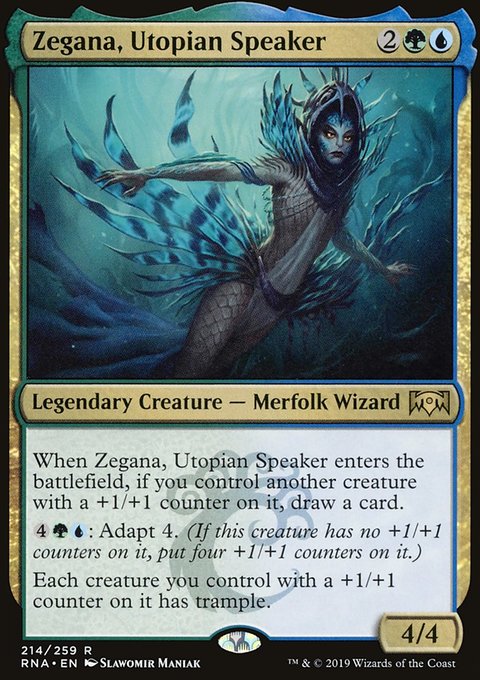 Zegana, Utopian Speaker 2
Legendary Creature — Merfolk Wizard
When Zegana, Utopian Speaker enters the
battlefield, if you control another creature
with a +1/+1 counter on it, draw a card.
4: Adapt 4. (If this creature has no +1/+1
counters on it, put four +1/+1 counters on it.)
Each creature you control with a +1/+1
counter on it has trample.
4/4
214/259 R
RNA • EN Slawomir Maniak
™ & © 2019 Wizards of the Coast